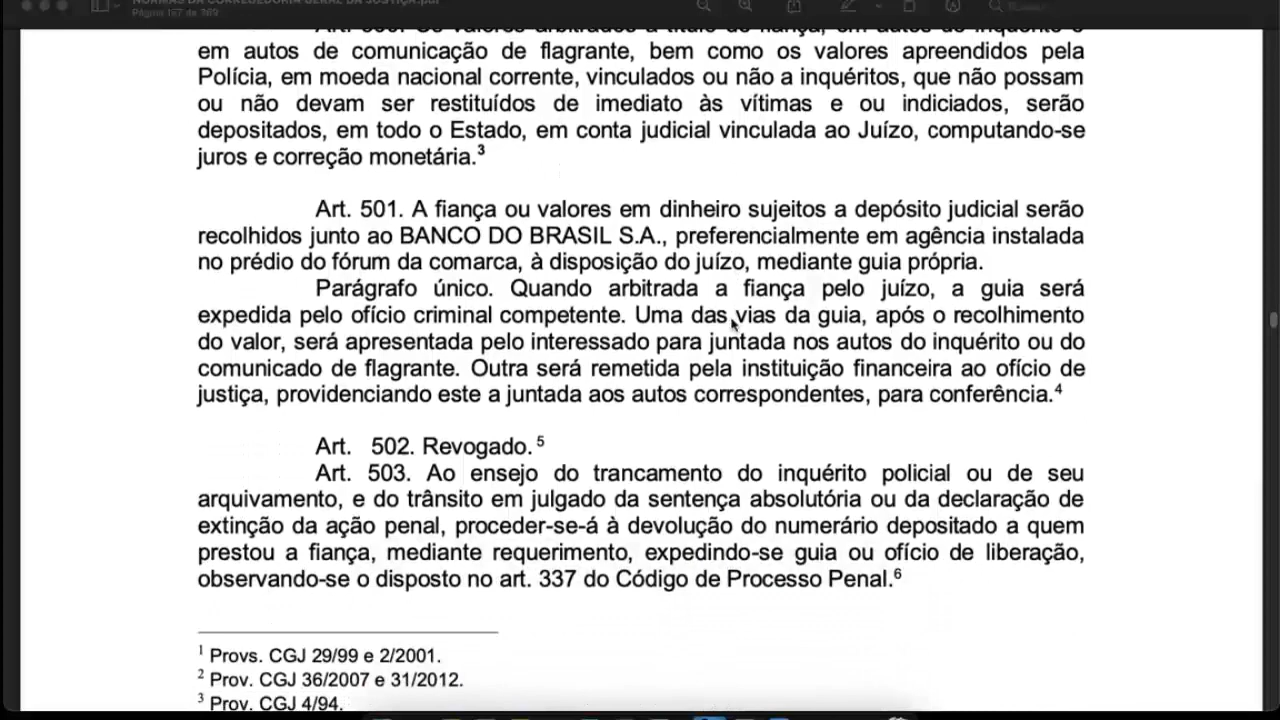 NORMAS DA CORREGEDORIA GERAL DA JUSTIÇA.pdf
Página 167 de 369
em autos de comunicação de flagrante, bem como os valores apreendidos pela
Polícia, em moeda nacional corrente, vinculados ou não a inquéritos, que não possam
ou não devam ser restituídos de imediato às vítimas e ou indiciados, serão
depositados, em todo o Estado, em conta judicial vinculada ao Juízo, computando-se
juros e correção monetária.³
Art. 501. A fiança ou valores em dinheiro sujeitos a depósito judicial serão
recolhidos junto ao BANCO DO BRASIL S.A., preferencialmente em agência instalada
no prédio do fórum da comarca, à disposição do juízo, mediante guia própria.
Parágrafo único. Quando arbitrada a fiança pelo juízo, a guia será
expedida pelo ofício criminal competente. Uma das vias da guia, após o recolhimento
do valor, será apresentada pelo interessado para juntada nos autos do inquérito ou do
comunicado de flagrante. Outra será remetida pela instituição financeira ao ofício de
justiça, providenciando este a juntada aos autos correspondentes, para conferência.⁴
Art. 502. Revogado.⁵
Art. 503. Ao ensejo do trancamento do inquérito policial ou de seu
arquivamento, e do trânsito em julgado da sentença absolutória ou da declaração de
extinção da ação penal, proceder-se-á à devolução do numerário depositado a quem
prestou a fiança, mediante requerimento, expedindo-se guia ou ofício de liberação,
observando-se o disposto no art. 337 do Código de Processo Penal.⁶
¹ Provs. CGJ 29/99 e 2/2001.
² Prov. CGJ 36/2007 e 31/2012.
³ Prov. CGJ 4/94.